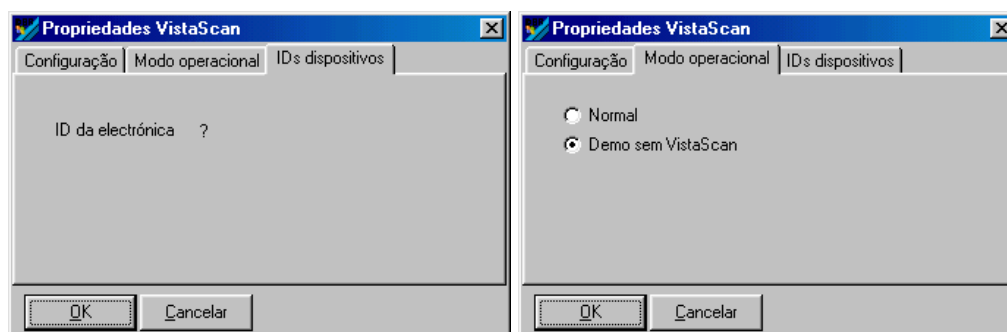 Propriedades VistaScan
Configuração Modo operacional IDs dispositivos
ID da electrónica ?
OK Cancelar
Propriedades VistaScan
Configuração Modo operacional IDs dispositivos
Normal
Demo sem VistaScan
OK Cancelar